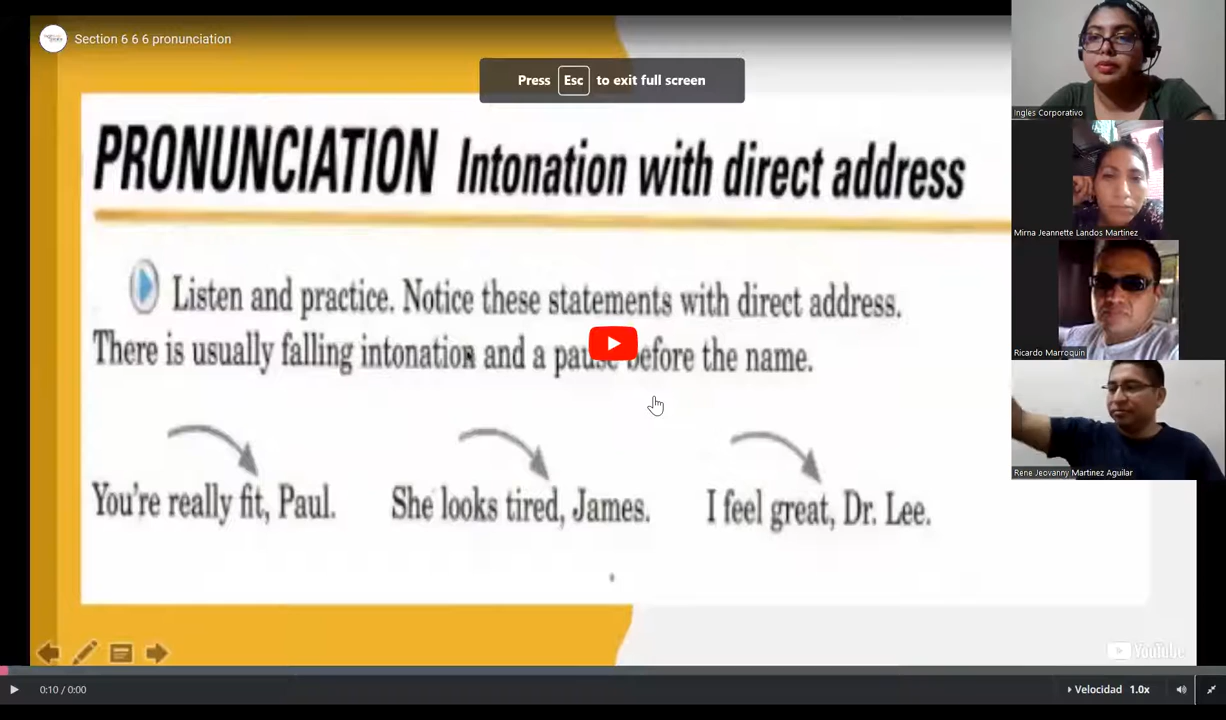 Section 6 6 6 pronunciation
Press Esc to exit full screen
PRONUNCIATION Intonation with direct address
Listen and practice. Notice these statements with direct address.
There is usually falling intonation and a pause before the name.
You're really fit, Paul. She looks tired, James. I feel great, Dr. Lee.
Ingles Corporativo
Mirna Jeannette Landos Martinez
Ricardo Marroquin
Rene Jeovanny Martinez Aguilar
YouTube
0:10 / 0:00
Velocidad 1.0x